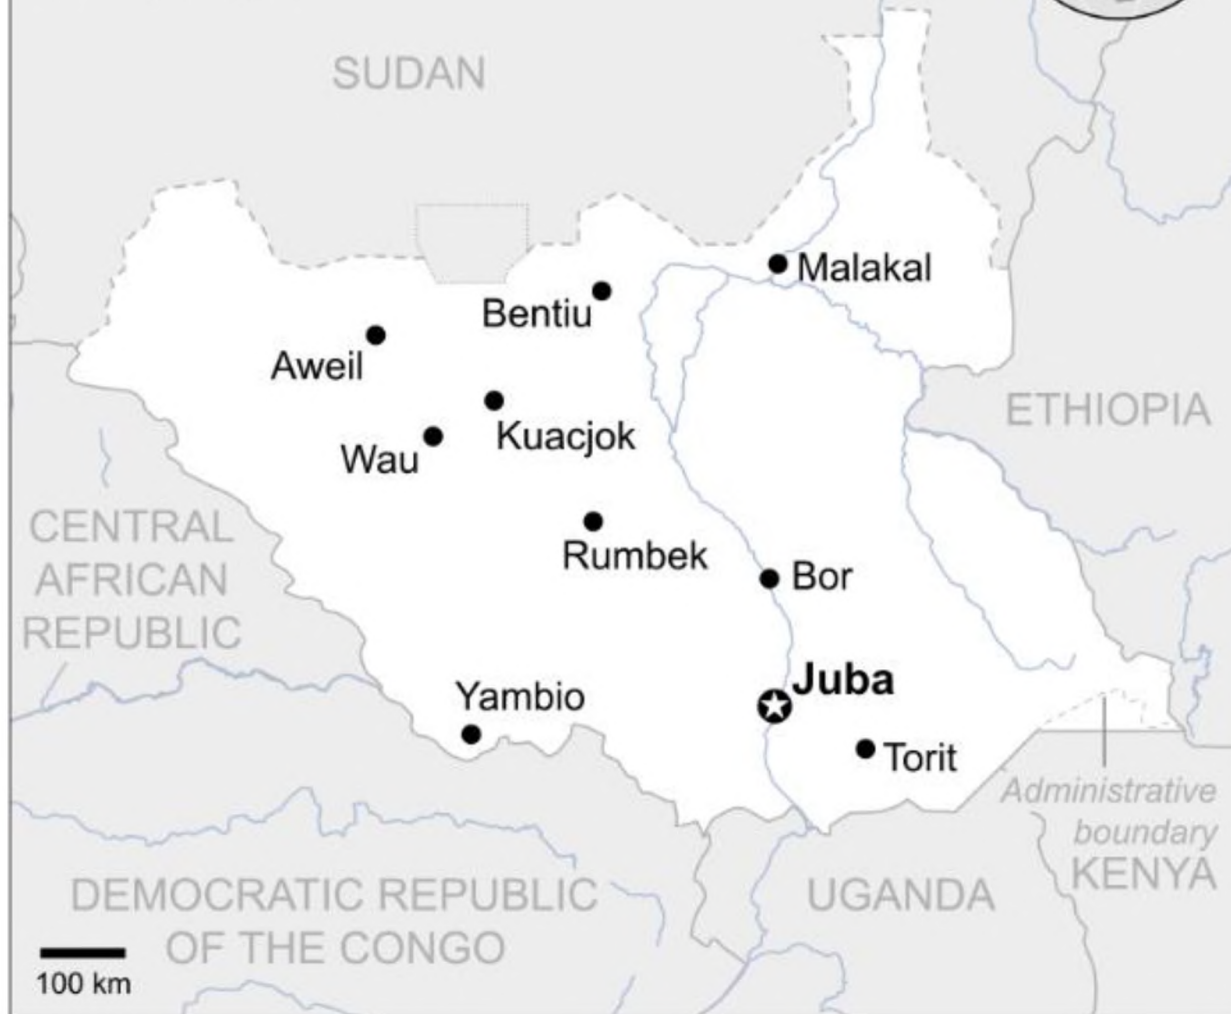 SUDAN
Malakal
Bentiu
Aweil
ETHIOPIA
Kuacjok
Wau
CENTRAL
AFRICAN
REPUBLIC
Rumbek
Bor
Juba
Yambio
Torit
Administrative
boundary
KENYA
DEMOCRATIC REPUBLIC
OF THE CONGO
UGANDA
100 km